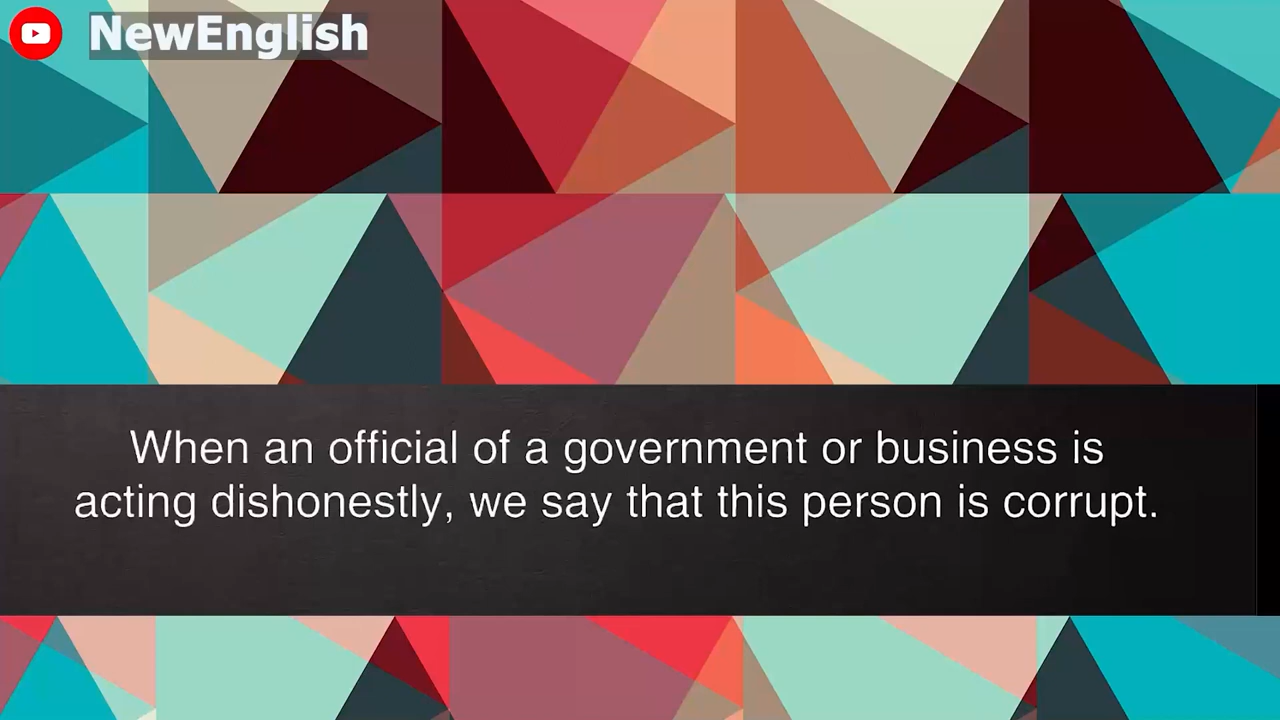 NewEnglish
When an official of a government or business is
acting dishonestly, we say that this person is corrupt.